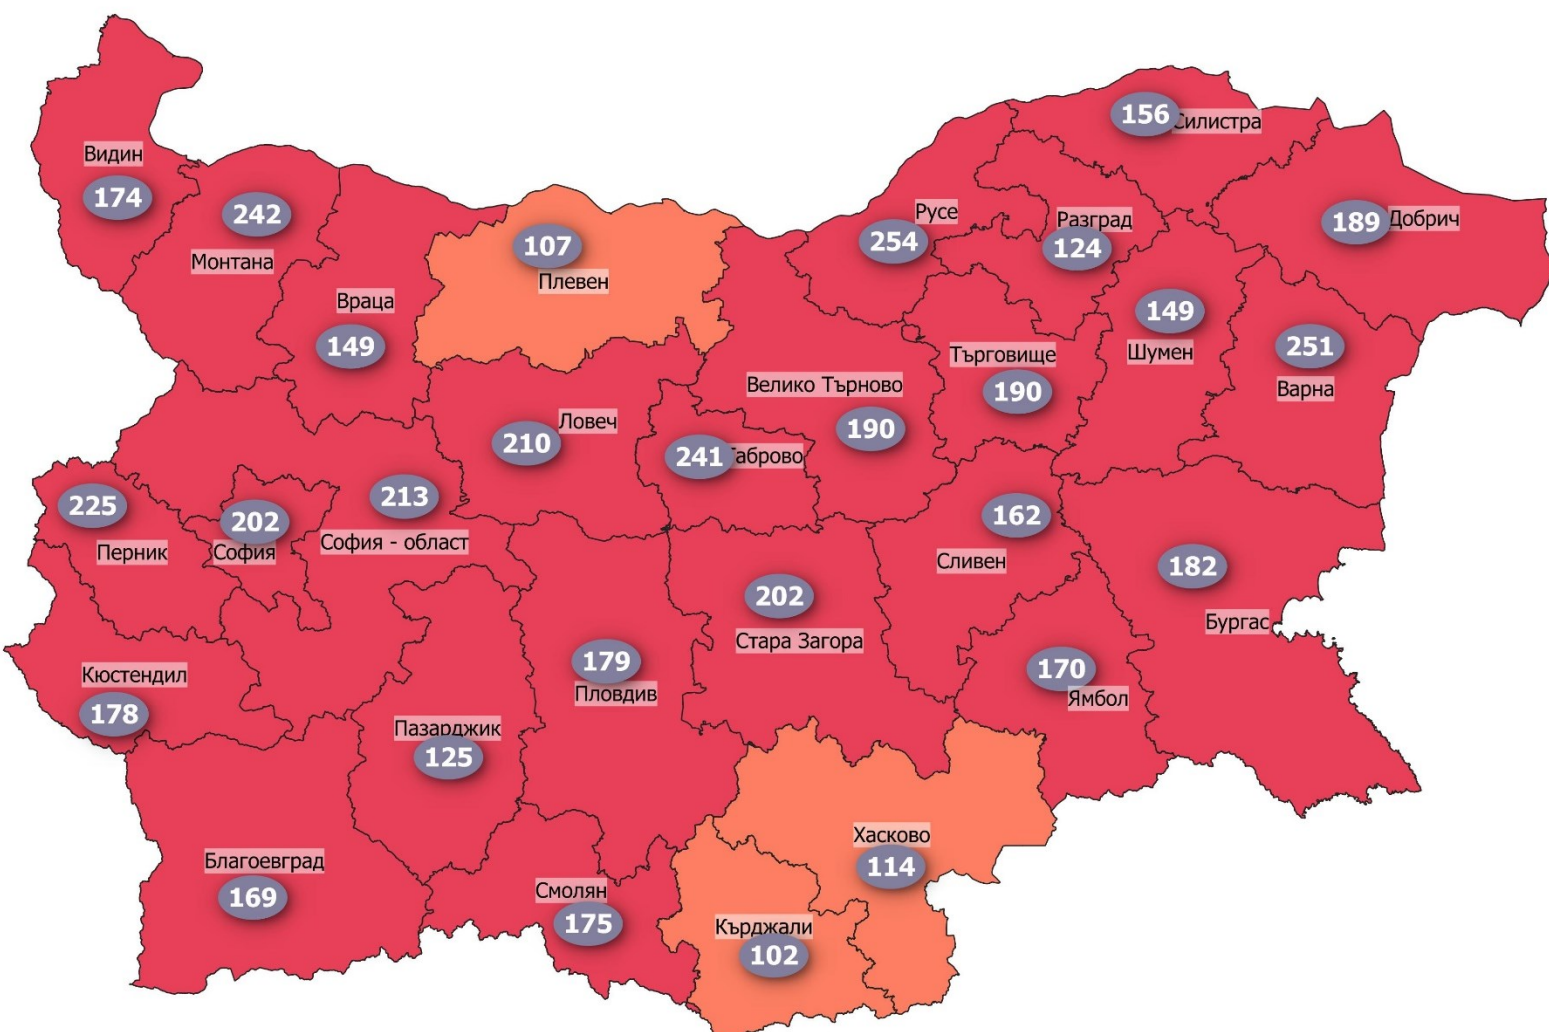 156
Силистра
Видин
174
242
Монтана
Русе
254
Разград
124
189
Добрич
107
Плевен
Враца
149
149
Шумен
251
Варна
Търговище
190
Велико Търново
190
Ловеч
210
241
Габрово
225
Перник
202
София
213
София - област
162
Сливен
182
Бургас
202
Стара Загора
179
Пловдив
170
Ямбол
Кюстендил
178
Пазарджик
125
Хасково
114
Благоевград
169
Смолян
175
Кърджали
102